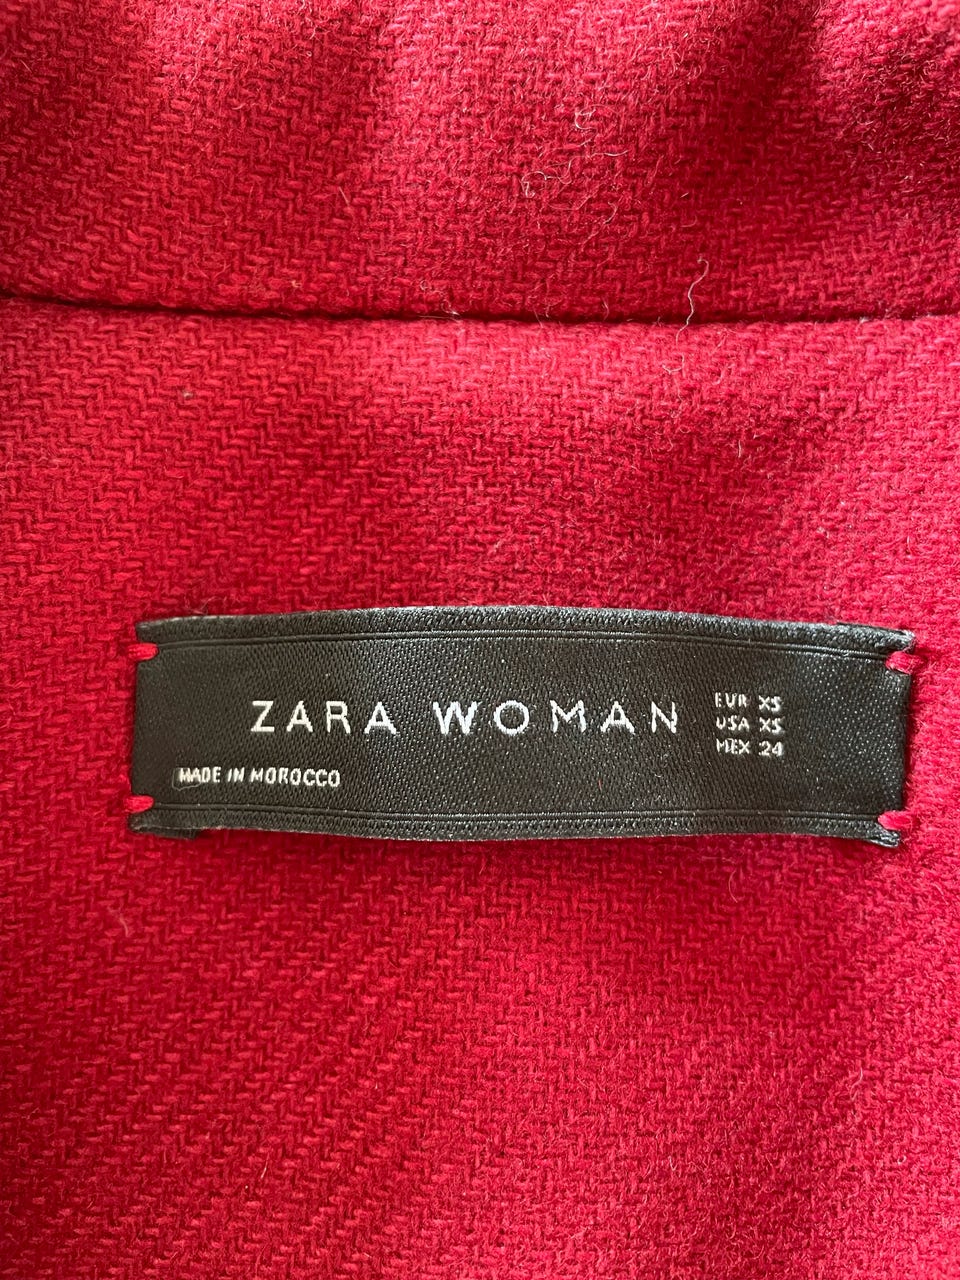 ZARA WOMAN
EUR XS
USA XS
MEX 24
MADE IN MOROCCO